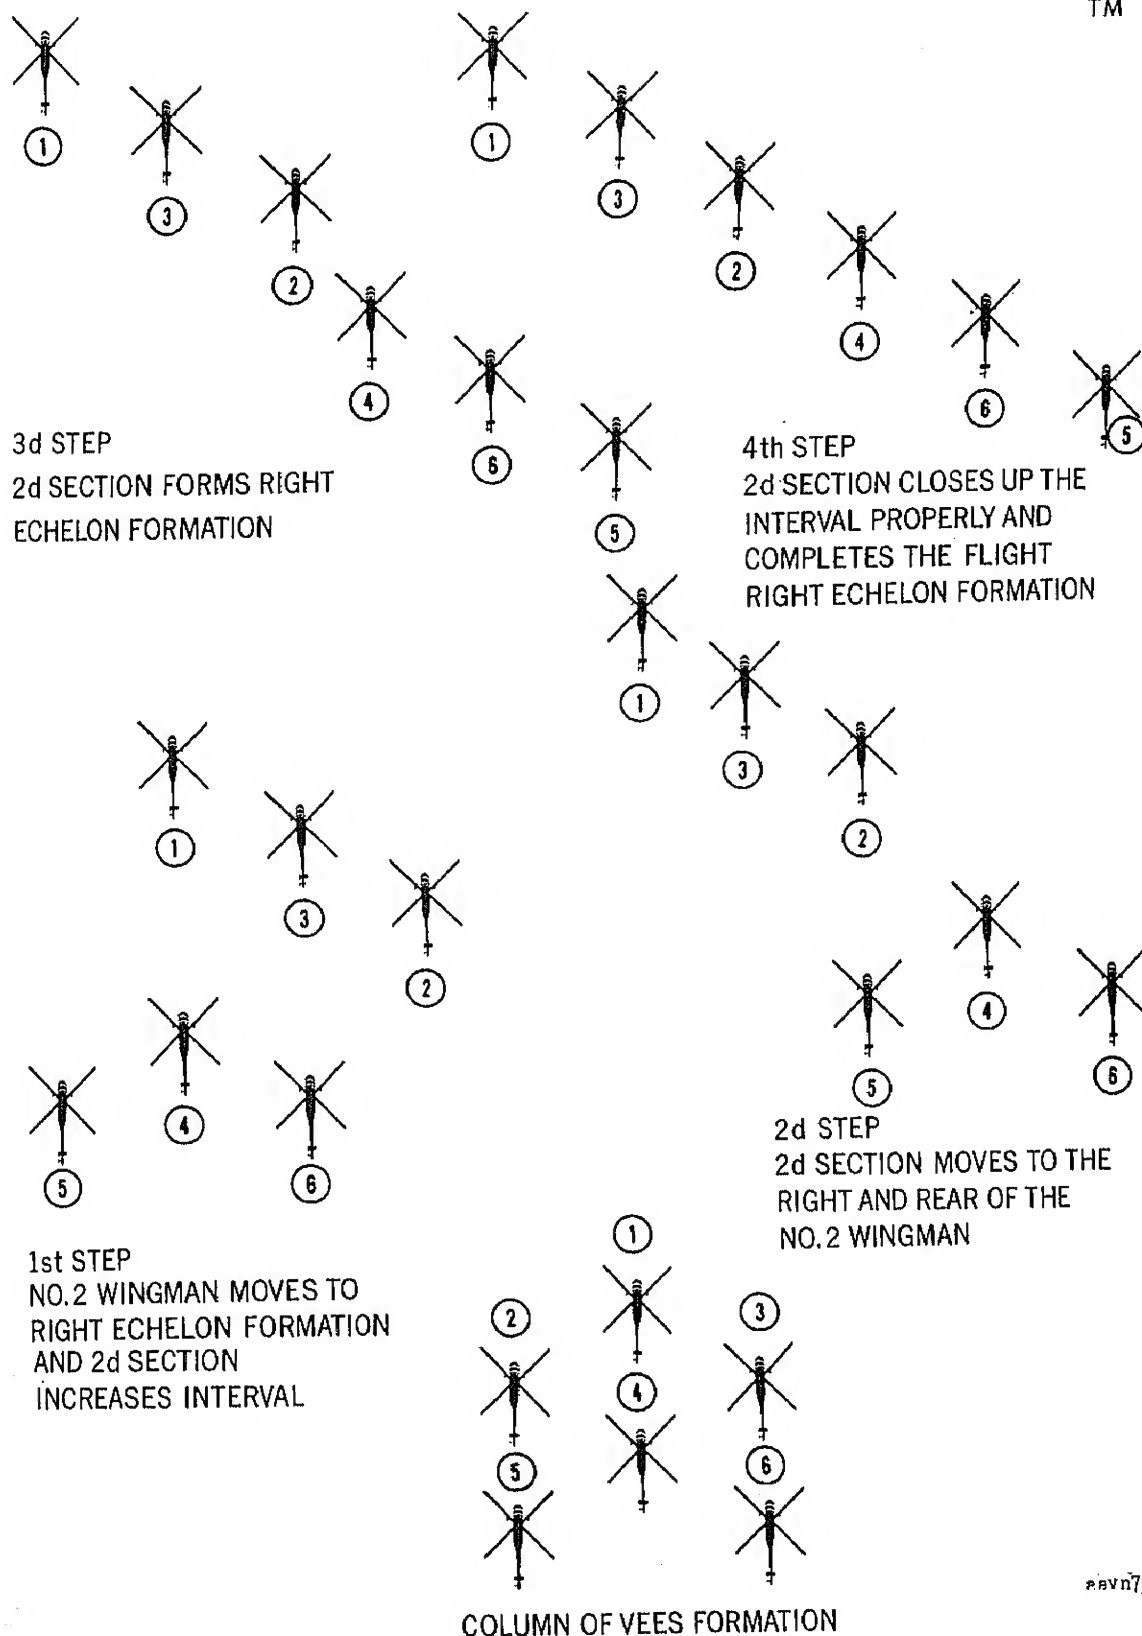 TM
1
3
2
4
6
5
3d STEP
2d SECTION FORMS RIGHT
ECHELON FORMATION
1
3
2
4
6
5
4th STEP
2d SECTION CLOSES UP THE
INTERVAL PROPERLY AND
COMPLETES THE FLIGHT
RIGHT ECHELON FORMATION
1
3
2
5
4
6
1st STEP
NO.2 WINGMAN MOVES TO
RIGHT ECHELON FORMATION
AND 2d SECTION
INCREASES INTERVAL
1
3
2
4
5
6
2d STEP
2d SECTION MOVES TO THE
RIGHT AND REAR OF THE
NO.2 WINGMAN
1
2
3
4
5
6
COLUMN OF VEES FORMATION